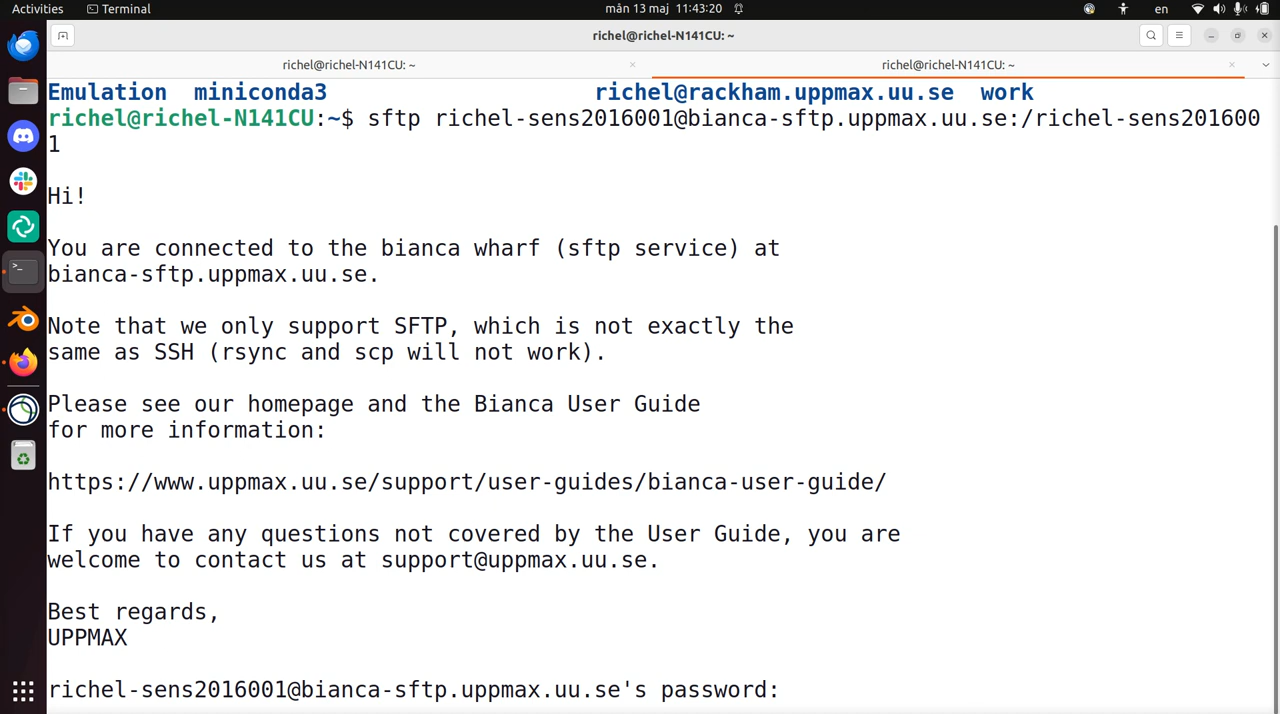 Activities Terminal mån 13 maj 11:43:20 en
richel@richel-N141CU: ~
richel@richel-N141CU: ~ × richel@richel-N141CU: ~ ×
Emulation miniconda3 richel@rackham.uppmax.uu.se work
richel@richel-N141CU:~$ sftp richel-sens2016001@bianca-sftp.uppmax.uu.se:/richel-sens201600
1
Hi!
You are connected to the bianca wharf (sftp service) at
bianca-sftp.uppmax.uu.se.
Note that we only support SFTP, which is not exactly the
same as SSH (rsync and scp will not work).
Please see our homepage and the Bianca User Guide
for more information:
https://www.uppmax.uu.se/support/user-guides/bianca-user-guide/
If you have any questions not covered by the User Guide, you are
welcome to contact us at support@uppmax.uu.se.
Best regards,
UPPMAX
richel-sens2016001@bianca-sftp.uppmax.uu.se's password: